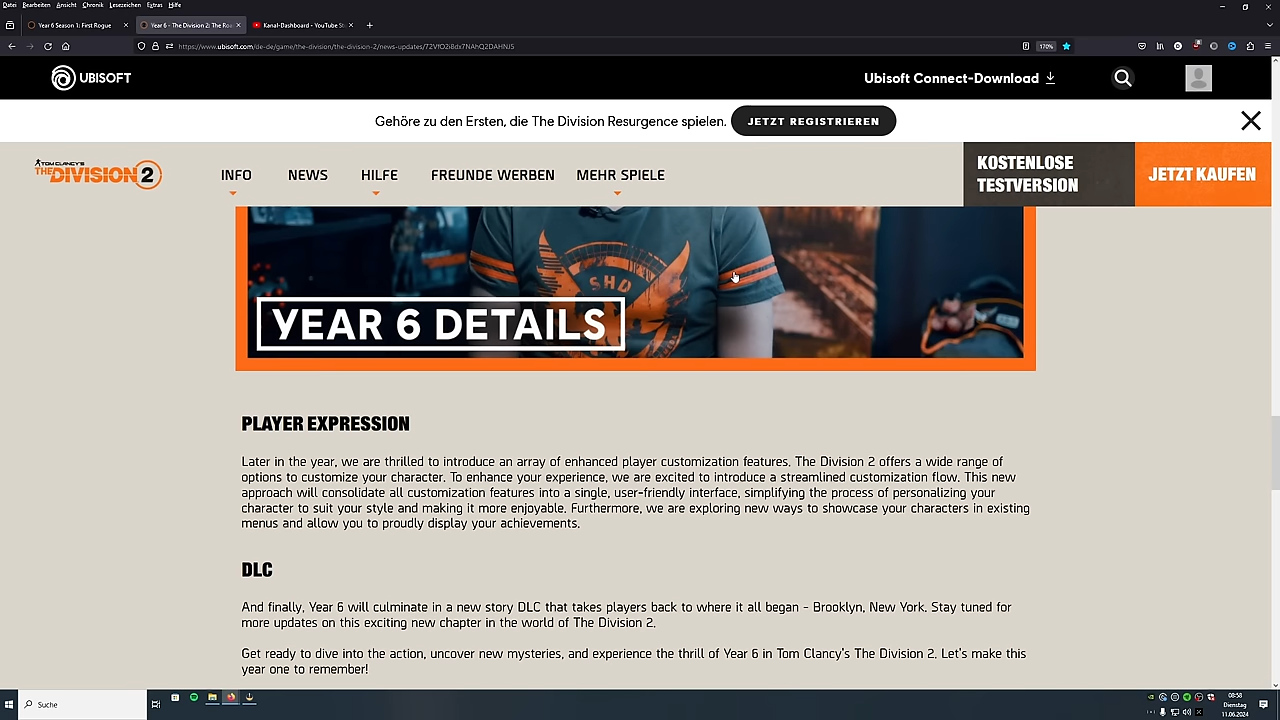 Datei Bearbeiten Ansicht Chronik Lesezeichen Extras Hilfe
Year 6 Season 1: First Rogue
Year 6 - The Division 2: The Rou
Kanal-Dashboard - YouTube St
https://www.ubisoft.com/de-de/game/the-division/the-division-2/news-updates/
170%
UBISOFT
Ubisoft Connect-Download
Gehöre zu den Ersten, die The Division Resurgence spielen.
JETZT REGISTRIEREN
TOM CLANCY'S
THE DIVISION 2
INFO
NEWS
HILFE
FREUNDE WERBEN
MEHR SPIELE
KOSTENLOSE
TESTVERSION
JETZT KAUFEN
SHD
YEAR 6 DETAILS
PLAYER EXPRESSION
Later in the year, we are thrilled to introduce an array of enhanced player customization features. The Division 2 offers a wide range of
options to customize your character. To enhance your experience, we are excited to introduce a streamlined customization flow. This new
approach will consolidate all customization features into a single, user-friendly interface, simplifying the process of personalizing your
character to suit your style and making it more enjoyable. Furthermore, we are exploring new ways to showcase your characters in existing
menus and allow you to proudly display your achievements.
DLC
And finally, Year 6 will culminate in a new story DLC that takes players back to where it all began - Brooklyn, New York. Stay tuned for
more updates on this exciting new chapter in the world of The Division 2.
Get ready to dive into the action, uncover new mysteries, and experience the thrill of Year 6 in Tom Clancy's The Division 2. Let's make this
year one to remember!
Suche
08:58
Dienstag
11.06.2024